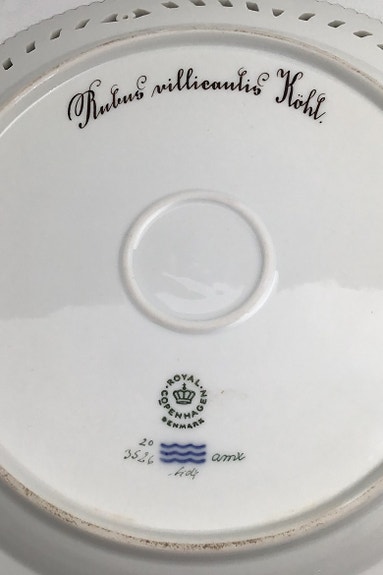 Rubus villicaulis Köhl.
ROYAL
COPENHAGEN
DENMARK
20
3526 amx